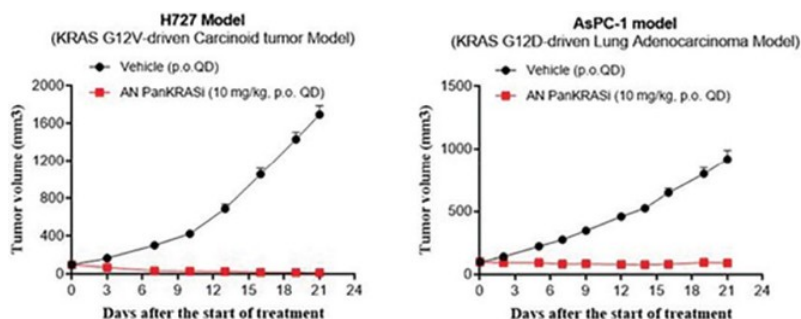 H727 Model
(KRAS G12V-driven Carcinoid tumor Model)
Vehicle (p.o.QD)
AN PanKRASi (10 mg/kg, p.o. QD)
Tumor volume (mm3)
2000
1600
1200
800
400
0
0 3 6 9 12 15 18 21 24
Days after the start of treatment
AsPC-1 model
(KRAS G12D-driven Lung Adenocarcinoma Model)
Vehicle (p.o.QD)
AN PanKRASi (10 mg/kg, p.o. QD)
Tumor volume (mm3)
1500
1000
500
0
0 3 6 9 12 15 18 21 24
Days after the start of treatment